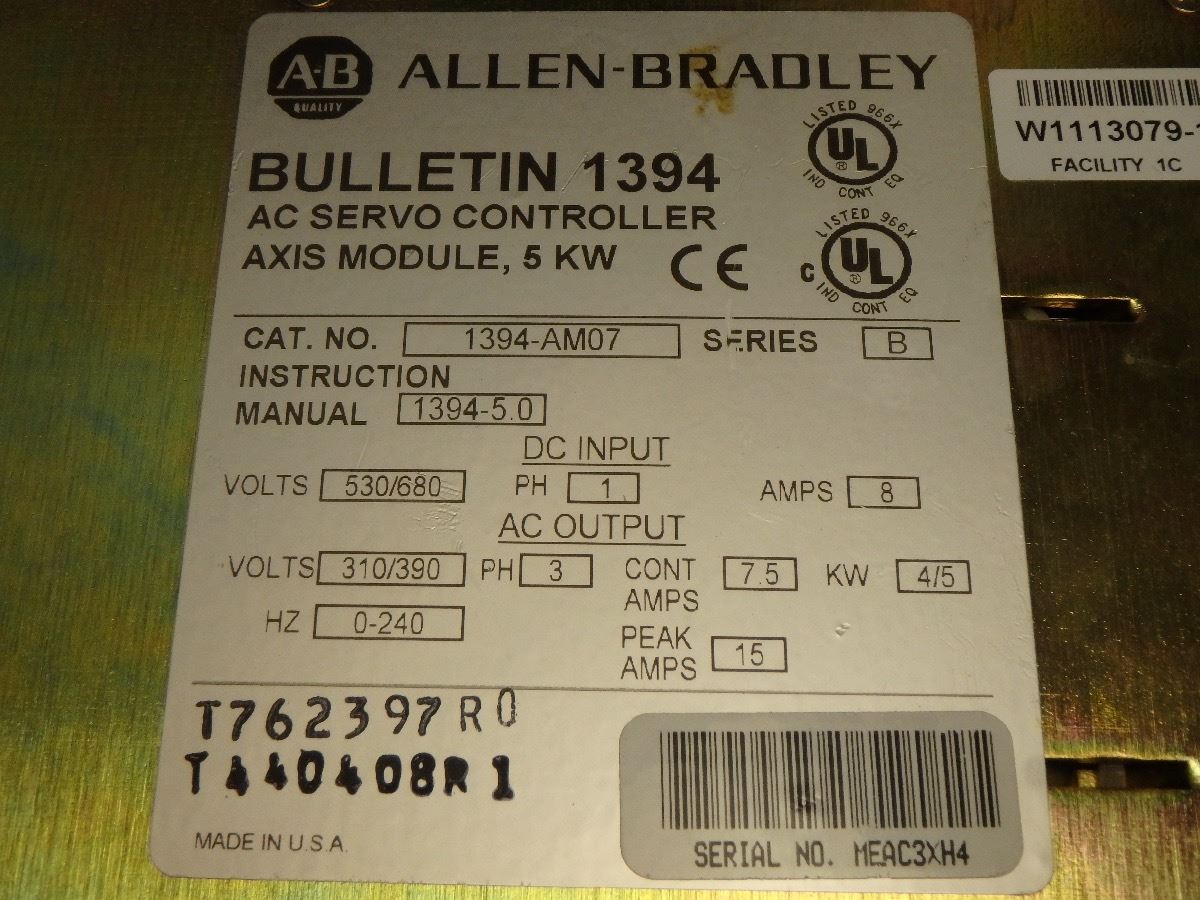 A-B
QUALITY
ALLEN-BRADLEY
BULLETIN 1394
AC SERVO CONTROLLER
AXIS MODULE, 5 KW
CE
LISTED 966X
UL
®
IND CONT EQ
LISTED 966X
C UL
®
IND CONT EQ
W1113079-
FACILITY 1C
CAT. NO. 1394-AM07 SERIES B
INSTRUCTION
MANUAL 1394-5.0
DC INPUT
VOLTS 530/680 PH 1 AMPS 8
AC OUTPUT
VOLTS 310/390 PH 3 CONT AMPS 7.5 KW 4/5
HZ 0-240 PEAK AMPS 15
T762397R0
T440408R1
MADE IN U.S.A.
SERIAL NO. MEAC3XH4